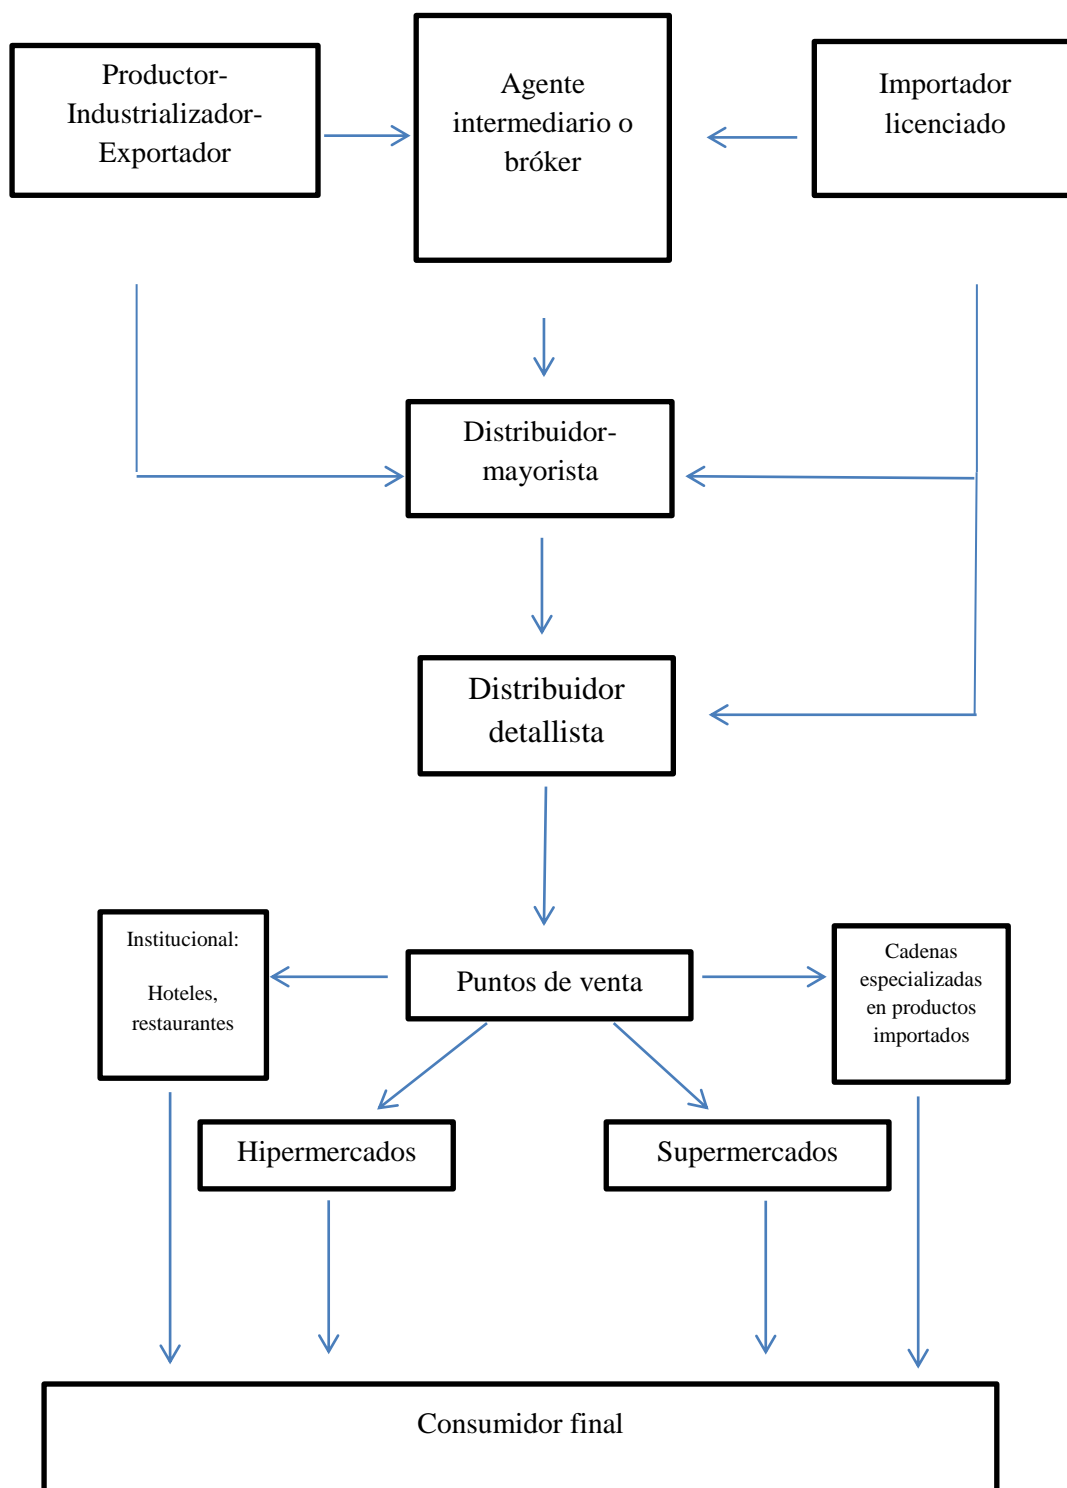 Productor-
Industrializador-
Exportador
Agente
intermediario o
bróker
Importador
licenciado
Distribuidor-
mayorista
Distribuidor
detallista
Institucional:
Hoteles,
restaurantes
Puntos de venta
Cadenas
especializadas
en productos
importados
Hipermercados
Supermercados
Consumidor final